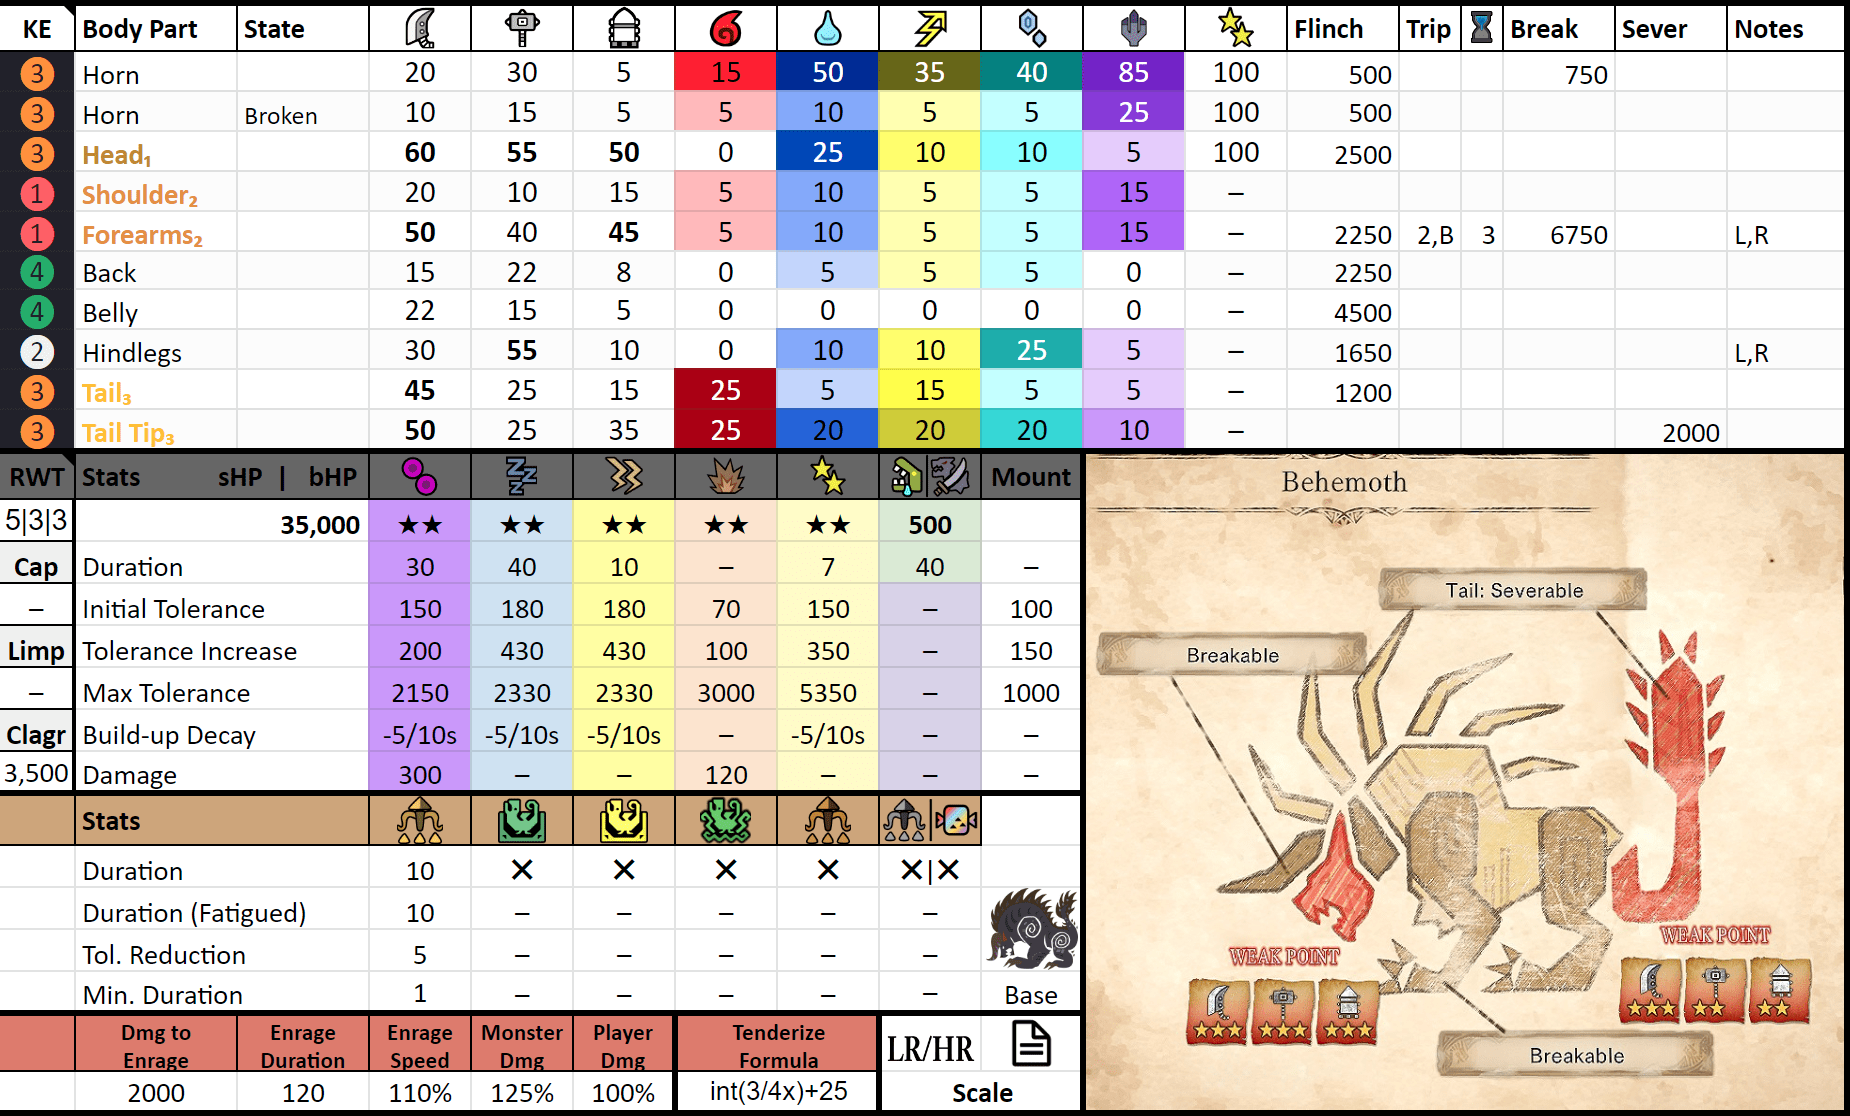 KE Body Part State Flinch Trip Break Sever Notes
3 Horn 20 30 5 15 50 35 40 85 100 500 750
3 Horn Broken 10 15 5 5 10 5 5 25 100 500
3 Head₁ 60 55 50 0 25 10 10 5 100 2500
1 Shoulder₂ 20 10 15 5 10 5 5 15 –
1 Forearms₂ 50 40 45 5 10 5 5 15 – 2250 2,B 3 6750 L,R
4 Back 15 22 8 0 5 5 5 0 – 2250
4 Belly 22 15 5 0 0 0 0 0 – 4500
2 Hindlegs 30 55 10 0 10 10 25 5 – 1650 L,R
3 Tail₃ 45 25 15 25 5 15 5 5 – 1200
3 Tail Tip₃ 50 25 35 25 20 20 20 10 – 2000
RWT Stats sHP | bHP Mount
5|3|3 35,000 ★★ ★★ ★★ ★★ ★★ 500
Cap Duration 30 40 10 – 7 40 –
– Initial Tolerance 150 180 180 70 150 – 100
Limp Tolerance Increase 200 430 430 100 350 – 150
– Max Tolerance 2150 2330 2330 3000 5350 – 1000
Clagr Build-up Decay -5/10s -5/10s -5/10s – -5/10s – –
3,500 Damage 300 – – 120 – – –
Stats
Duration 10 ✕ ✕ ✕ ✕ ✕|✕
Duration (Fatigued) 10 – – – – –
Tol. Reduction 5 – – – – –
Min. Duration 1 – – – – – Base
Dmg to Enrage Enrage Duration Enrage Speed Monster Dmg Player Dmg Tenderize Formula LR/HR
2000 120 110% 125% 100% int(3/4x)+25 Scale
Behemoth
Tail: Severable
Breakable
WEAK POINT
WEAK POINT
Breakable